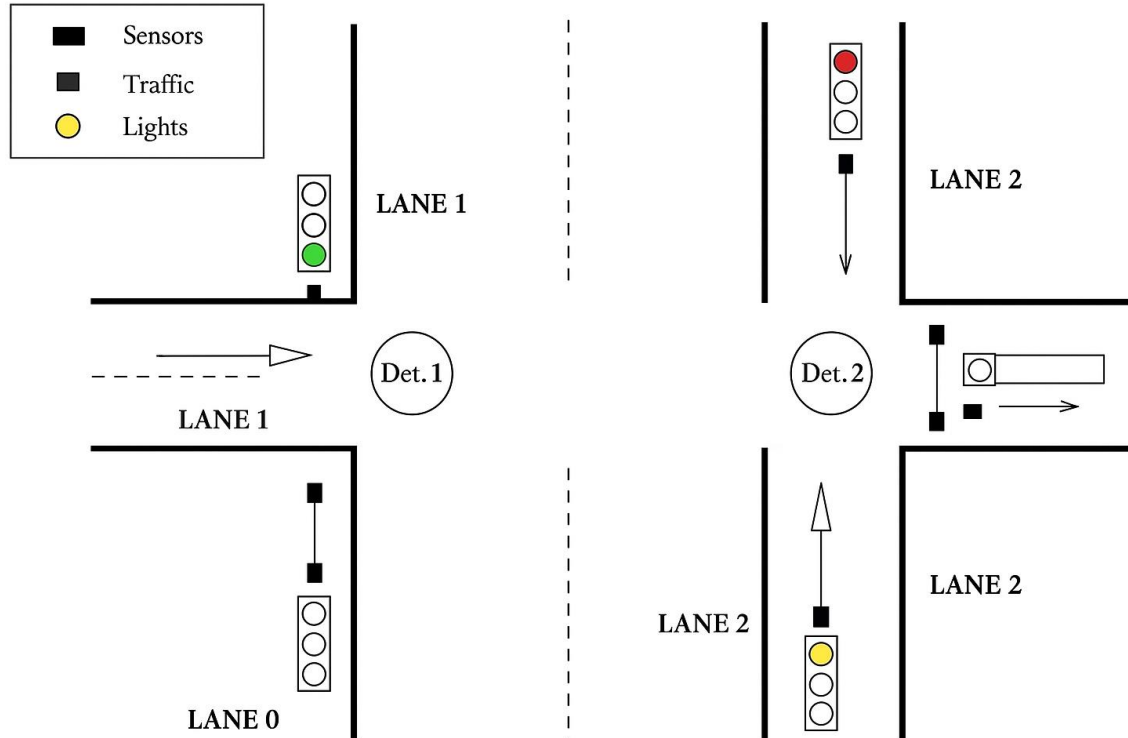 Sensors
Traffic
Lights
LANE 1
LANE 2
Det. 1
Det. 2
LANE 1
LANE 2
LANE 2
LANE 0